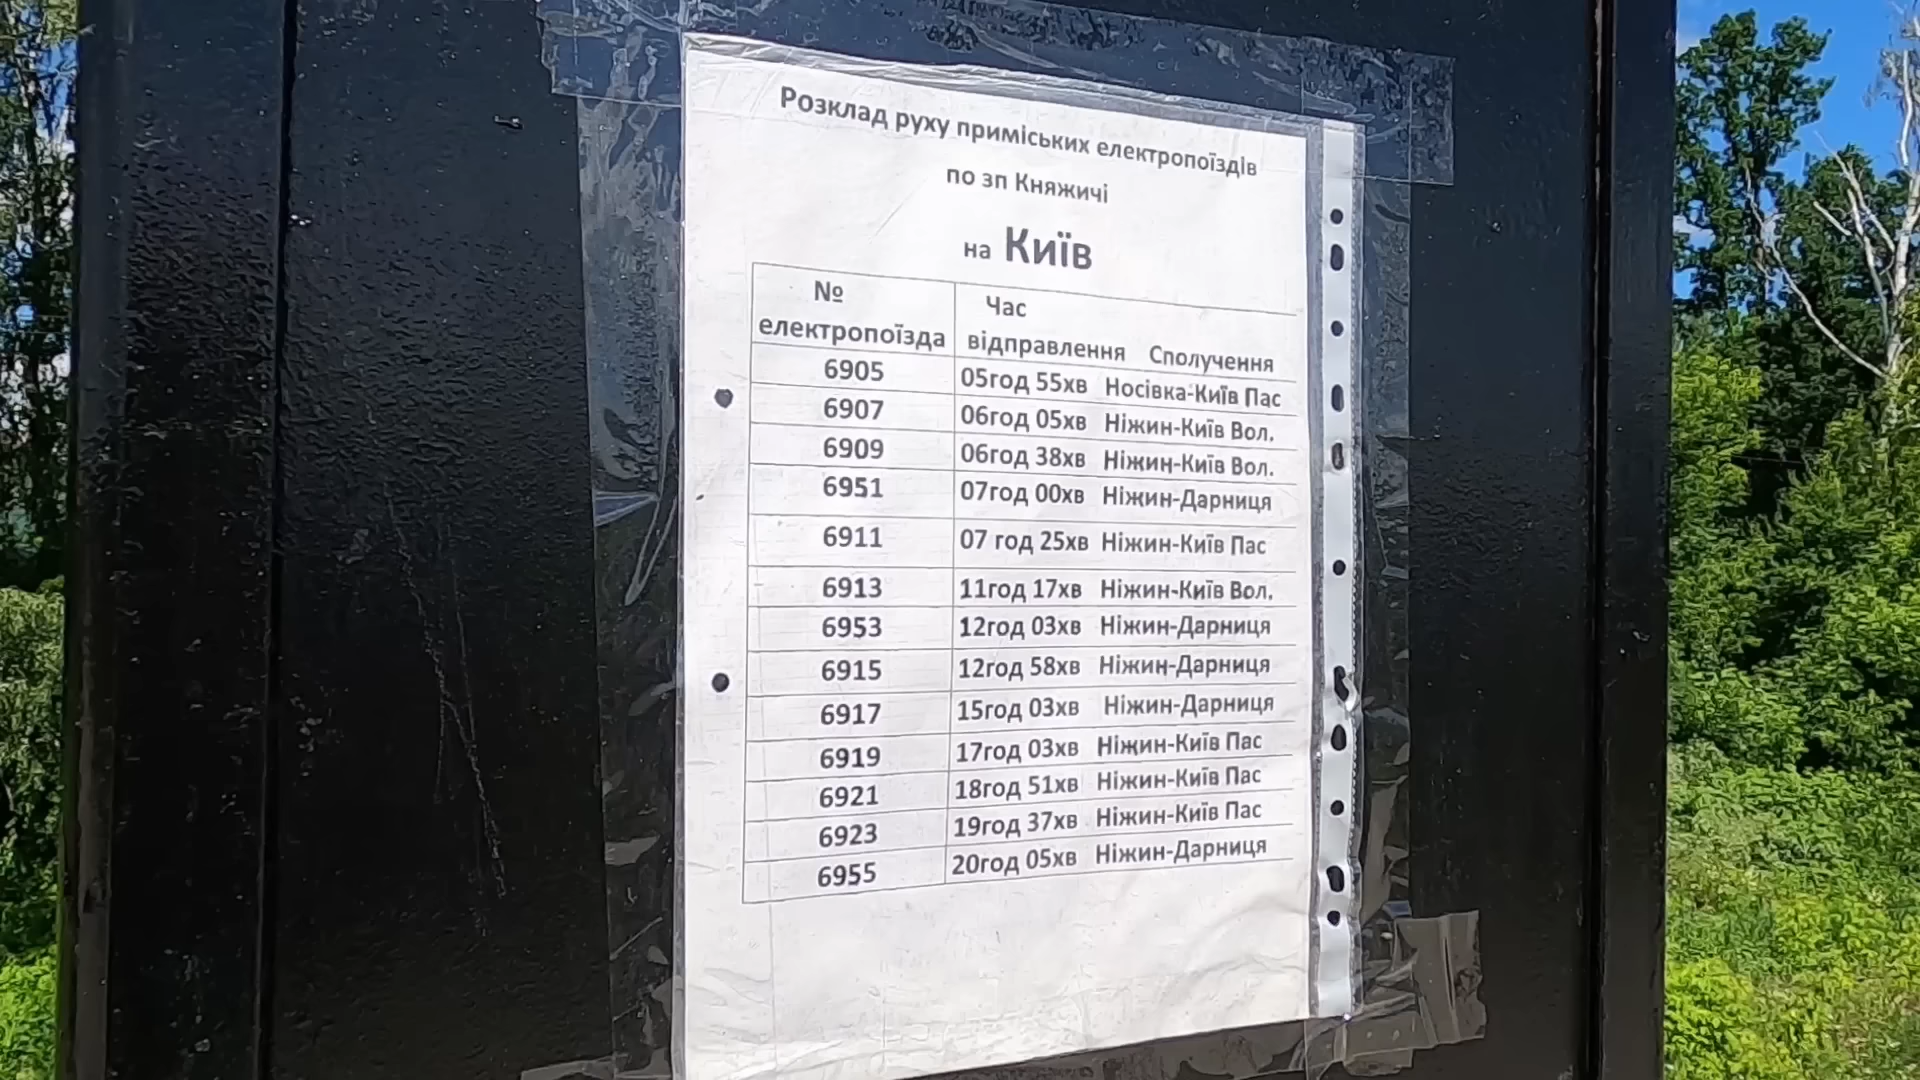 Розклад руху приміських електропоїздів
по зп Княжичі
на Київ
№ електропоїзда Час відправлення Сполучення
6905 05год 55хв Носівка-Київ Пас
6907 06год 05хв Ніжин-Київ Вол.
6909 06год 38хв Ніжин-Київ Вол.
6951 07год 00хв Ніжин-Дарниця
6911 07 год 25хв Ніжин-Київ Пас
6913 11год 17хв Ніжин-Київ Вол.
6953 12год 03хв Ніжин-Дарниця
6915 12год 58хв Ніжин-Дарниця
6917 15год 03хв Ніжин-Дарниця
6919 17год 03хв Ніжин-Київ Пас
6921 18год 51хв Ніжин-Київ Пас
6923 19год 37хв Ніжин-Київ Пас
6955 20год 05хв Ніжин-Дарниця